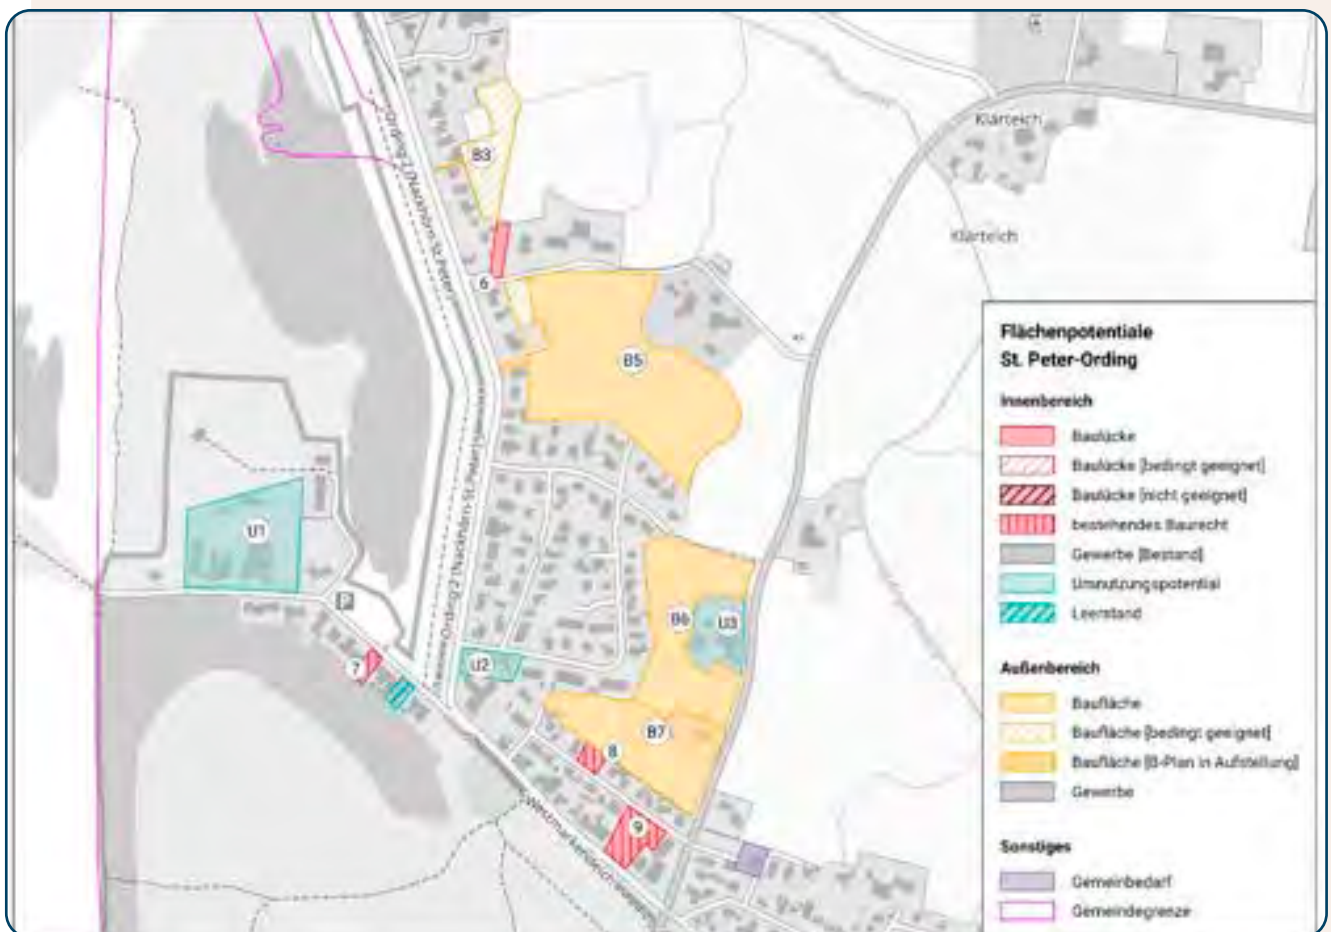 Klärteich
B3
Klärteich
6
Flächenpotentiale
St. Peter-Ording
B5
Innenbereich
Baulücke
Baulücke [bedingt geeignet]
Baulücke [nicht geeignet]
bestehendes Baurecht
U1
Gewerbe [Bestand]
Umnutzungspotential
P
B6
U3
Leerstand
7
U2
Außenbereich
Baufläche
B7
Baufläche [bedingt geeignet]
8
Baufläche [B-Plan in Aufstellung]
Gewerbe
9
Sonstiges
Gemeinbedarf
Gemeindegrenze